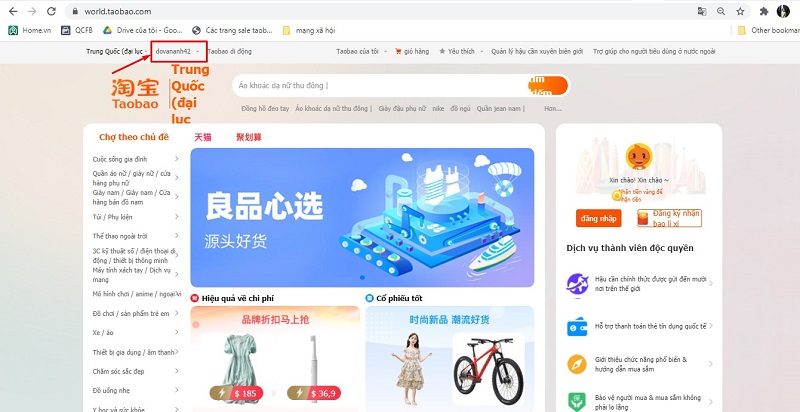 world.taobao.com
Home.vn
QCFB
Drive của tôi - Goo...
Các trang sale taob...
mạng xã hội
Other bookmar
Trung Quốc (đại lục
dovananh42
Taobao di động
Taobao của tôi
giỏ hàng
Yêu thích
Quản lý hậu cần xuyên biên giới
Trợ giúp cho người tiêu dùng ở nước ngoài
淘宝
Taobao
Trung
Quốc
(đại
lục
Áo khoác dạ nữ thu đông |
Đồng hồ đeo tay
Áo khoác dạ nữ thu đông |
Giày đậu phụ nữ
nike
đồ ngủ
Quần jean nam |
Hơn...
Chợ theo chủ đề
天猫
聚划算
Cuộc sống gia đình
Quần áo nữ / giày nữ / cửa
hàng phụ nữ
Giày nam / Giày nam / Cửa
hàng bán đồ nam
Túi / Phụ kiện
Thể thao ngoài trời
3C kỹ thuật số / điện thoại di
động / thiết bị thông minh
Máy tính xách tay / Dịch vụ
mạng
Mô hình chơi / anime / ngoại vi
Đồ chơi / sản phẩm trẻ em
Xe / áo
Thiết bị gia dụng / âm thanh
Chăm sóc sắc đẹp
Đồ uống nhẹ
Y học và sức khỏe
良品心选
源头好货
Hiệu quả về chi phí
品牌折扣马上抢
$ 185
$ 36,9
Cổ phiếu tốt
时尚新品 潮流好货
Xin chào! Xin chào ~
nhận tiền vàng để
nhận tiền
đăng nhập
Đăng ký nhận
bao lì xì
Dịch vụ thành viên độc quyền
Hậu cần chính thức được gửi đến mười
nơi trên thế giới
Hỗ trợ thanh toán thẻ tín dụng quốc tế
Giới thiệu chức năng phổ biến &
hướng dẫn mua sắm
Bảo vệ người mua & mua sắm không
phải lo lắng